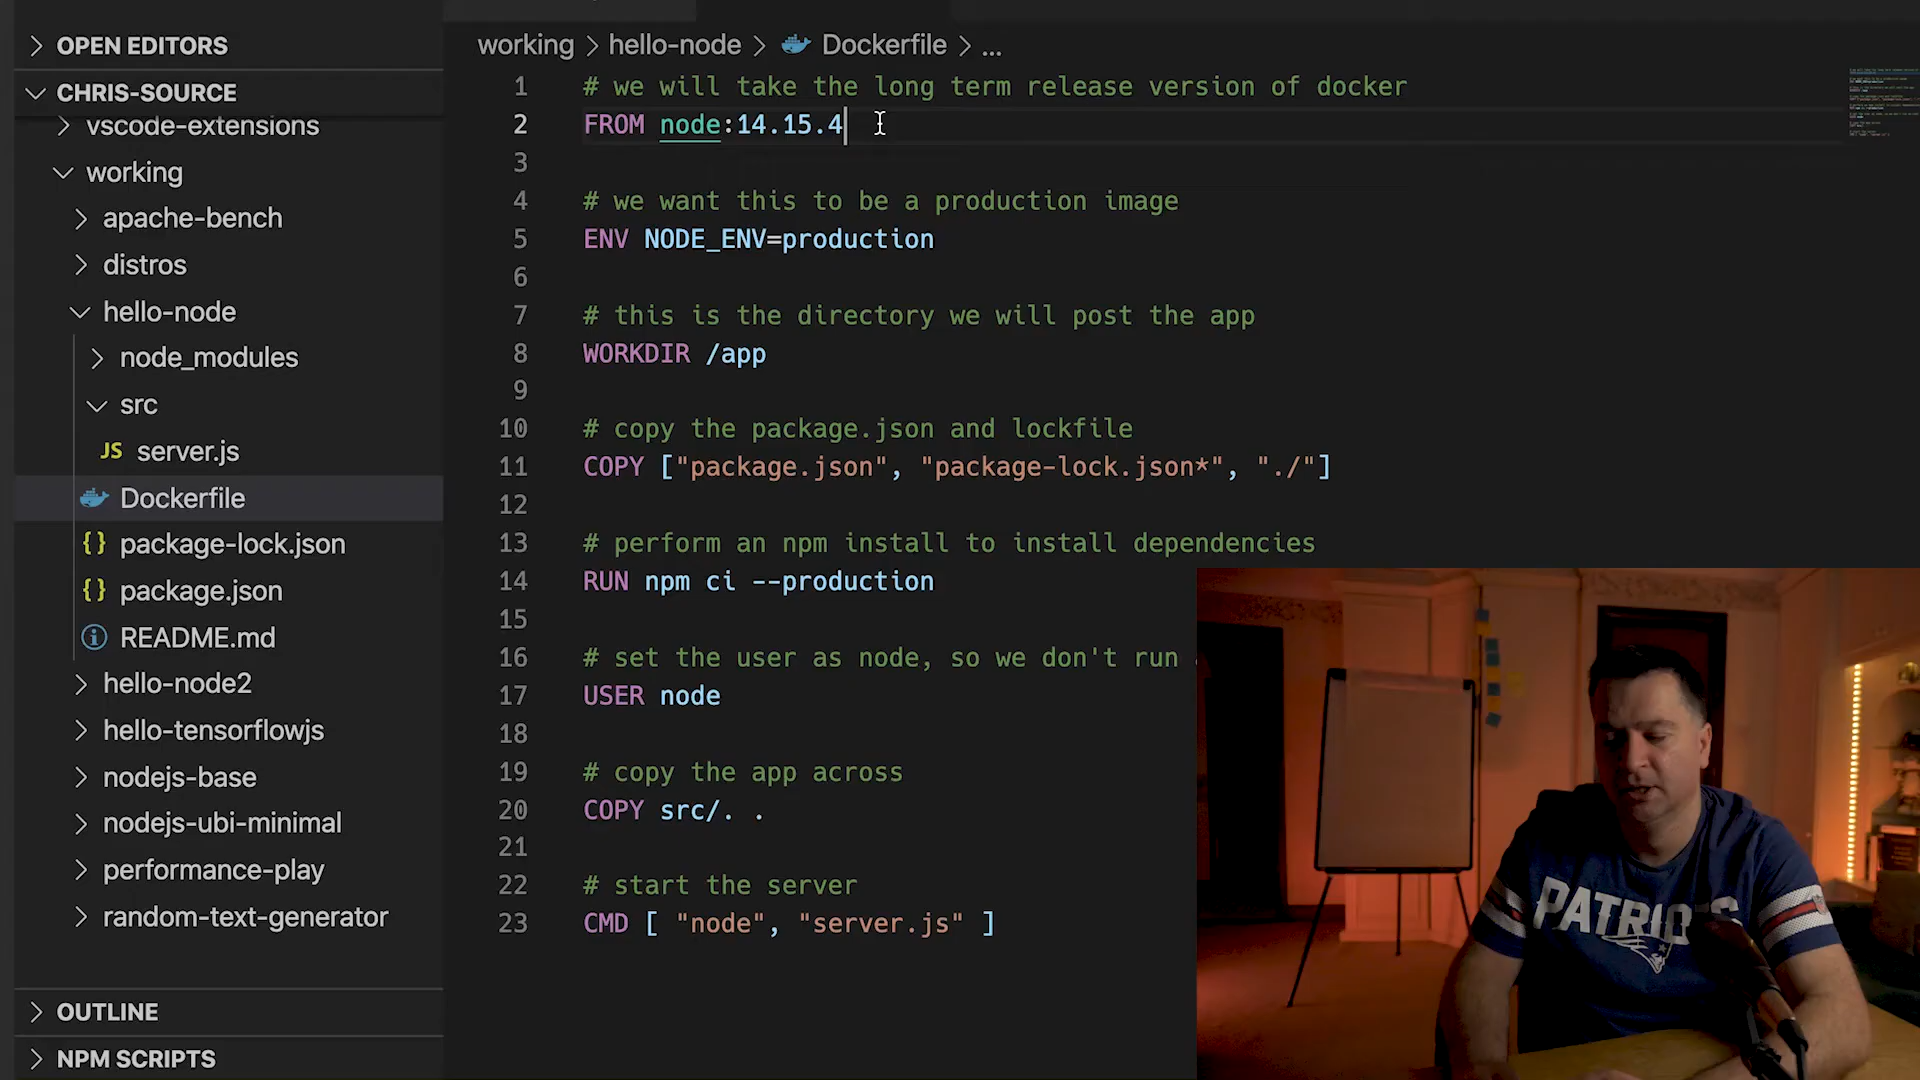 OPEN EDITORS
CHRIS-SOURCE
vscode-extensions
working
apache-bench
distros
hello-node
node_modules
src
JS server.js
Dockerfile
{} package-lock.json
{} package.json
README.md
hello-node2
hello-tensorflowjs
nodejs-base
nodejs-ubi-minimal
performance-play
random-text-generator
OUTLINE
NPM SCRIPTS
working > hello-node > Dockerfile > ...
1 # we will take the long term release version of docker
2 FROM node:14.15.4
3
4 # we want this to be a production image
5 ENV NODE_ENV=production
6
7 # this is the directory we will post the app
8 WORKDIR /app
9
10 # copy the package.json and lockfile
11 COPY ["package.json", "package-lock.json*", "./"]
12
13 # perform an npm install to install dependencies
14 RUN npm ci --production
15
16 # set the user as node, so we don't run
17 USER node
18
19 # copy the app across
20 COPY src/. .
21
22 # start the server
23 CMD [ "node", "server.js" ]
PATRIOTS